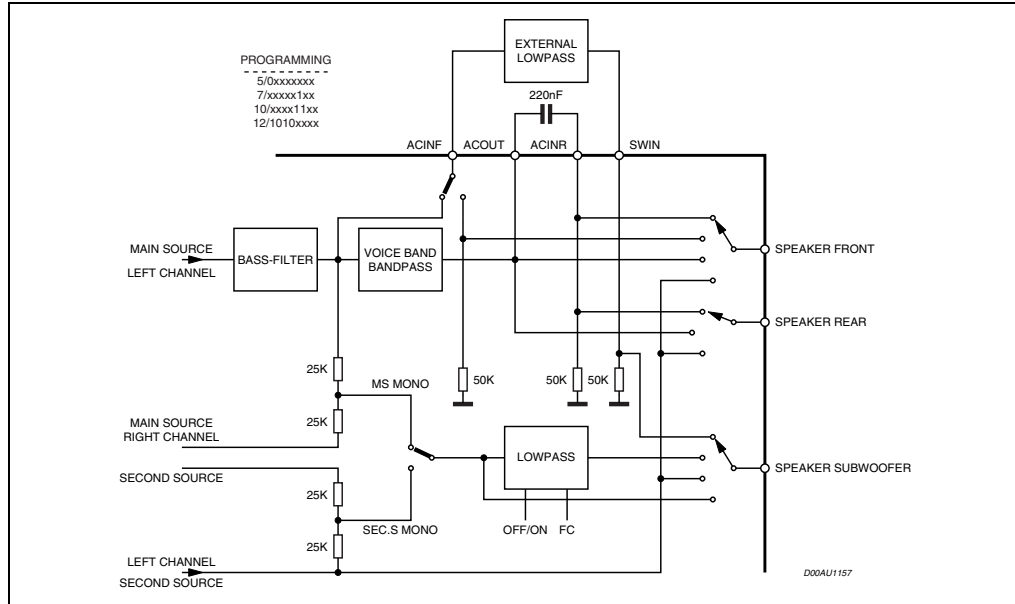 EXTERNAL
LOWPASS
PROGRAMMING
5/0xxxxxxx
7/xxxxx1xx
10/xxxx11xx
12/1010xxxx
220nF
ACINF
ACOUT
ACINR
SWIN
MAIN SOURCE
LEFT CHANNEL
BASS-FILTER
VOICE BAND
BANDPASS
SPEAKER FRONT
SPEAKER REAR
25K
MS MONO
50K
50K
50K
25K
MAIN SOURCE
RIGHT CHANNEL
SECOND SOURCE
LOWPASS
SPEAKER SUBWOOFER
25K
SEC.S MONO
OFF/ON
FC
25K
LEFT CHANNEL
SECOND SOURCE
D00AU1157